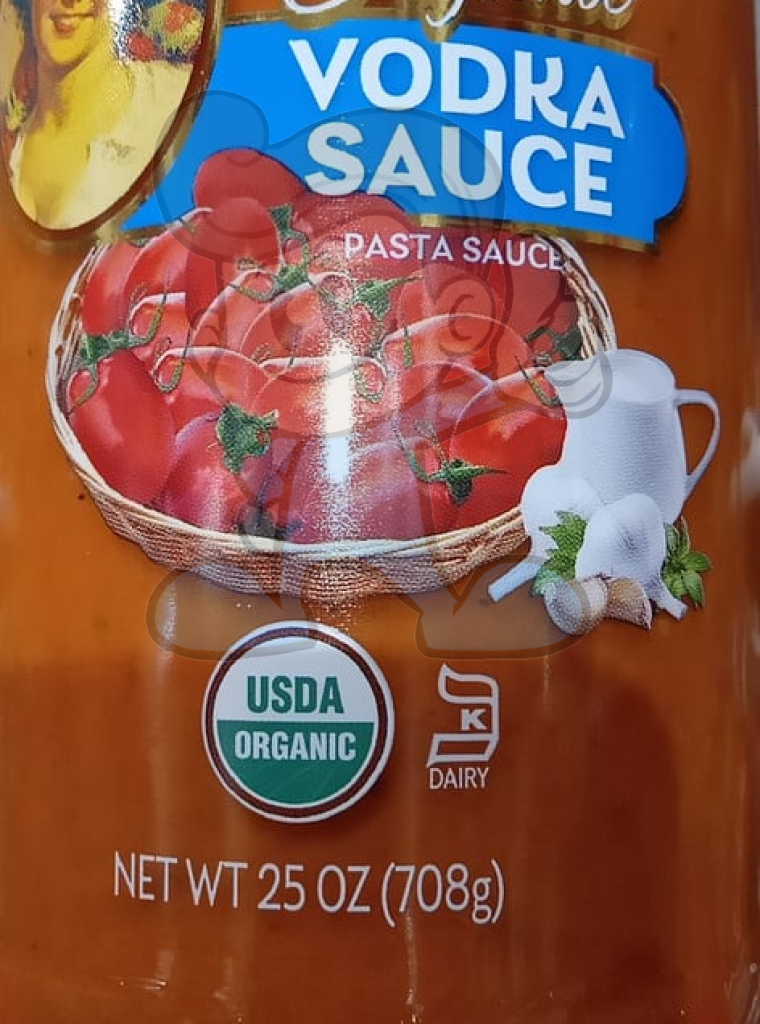 VODKA
SAUCE
PASTA SAUCE
USDA
ORGANIC
K
DAIRY
NET WT 25 OZ (708g)